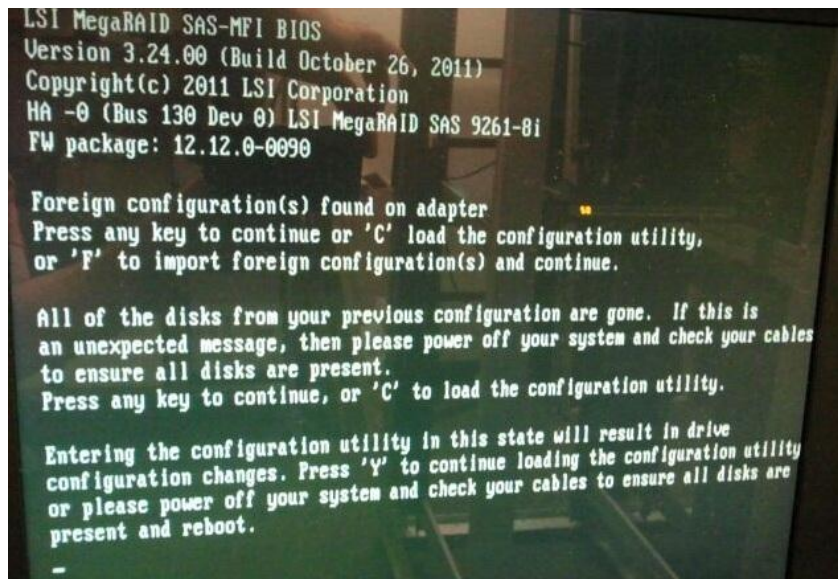 LSI MegaRAID SAS-MFI BIOS
Version 3.24.00 (Build October 26, 2011)
Copyright(c) 2011 LSI Corporation
HA -0 (Bus 130 Dev 0) LSI MegaRAID SAS 9261-8i
FW package: 12.12.0-0090
Foreign configuration(s) found on adapter
Press any key to continue or 'C' load the configuration utility,
or 'F' to import foreign configuration(s) and continue.
All of the disks from your previous configuration are gone. If this is
an unexpected message, then please power off your system and check your cables
to ensure all disks are present.
Press any key to continue, or 'C' to load the configuration utility.
Entering the configuration utility in this state will result in drive
configuration changes. Press 'Y' to continue loading the configuration utility
or please power off your system and check your cables to ensure all disks are
present and reboot.